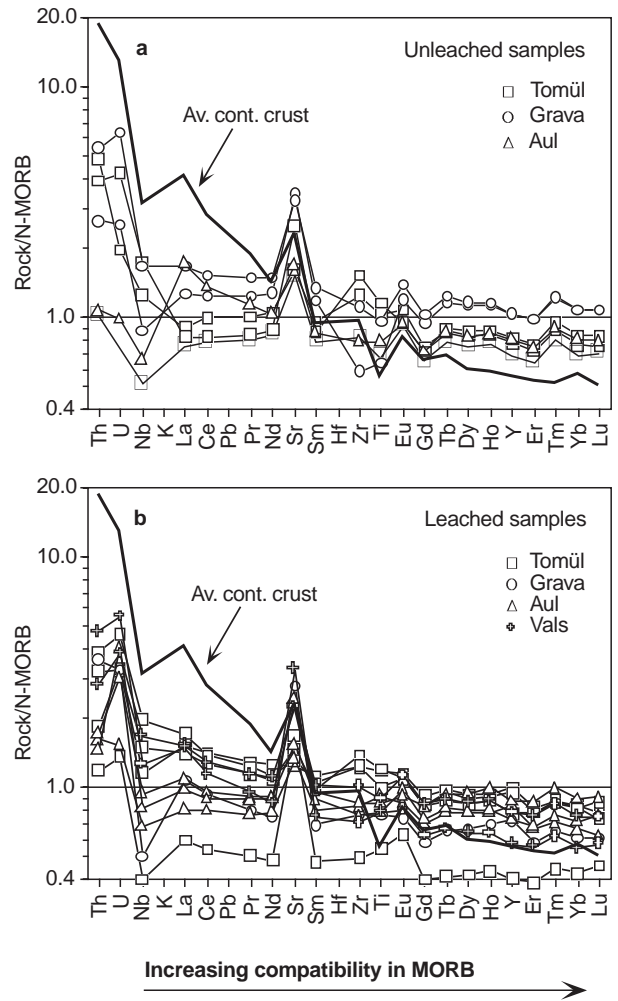 20.0
a
Unleached samples
10.0
Tomül
Grava
Aul
Av. cont. crust
Rock/N-MORB
1.0
0.4
Th U Nb K La Ce Pb Pr Nd Sr Sm Hf Zr Ti Eu Gd Tb Dy Ho Y Er Tm Yb Lu
20.0
b
Leached samples
10.0
Tomül
Grava
Aul
Vals
Av. cont. crust
Rock/N-MORB
1.0
0.4
Th U Nb K La Ce Pb Pr Nd Sr Sm Hf Zr Ti Eu Gd Tb Dy Ho Y Er Tm Yb Lu
Increasing compatibility in MORB